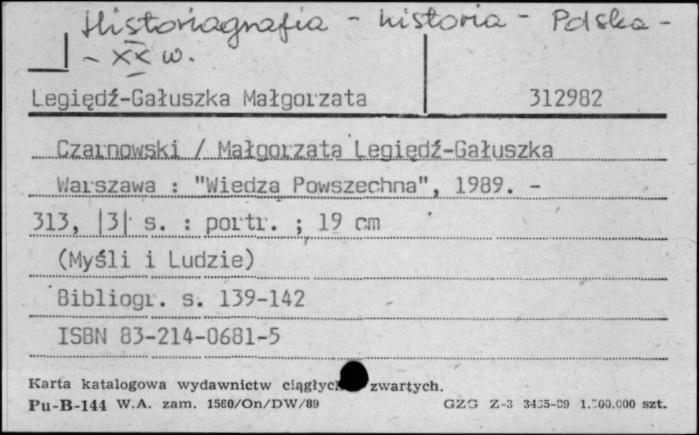 Historiagrafia - historia - Polska -
- XX w.
Legiędź-Gałuszka Małgorzata 312982
Czarnowski / Małgorzata Legiędź-Gałuszka
Warszawa : "Wiedza Powszechna", 1989. -
313, |3| s. : portr. ; 19 cm
(Myśli i Ludzie)
Bibliogr. s. 139-142
ISBN 83-214-0681-5
Karta katalogowa wydawnictw zwartych.
Pu-B-144 W.A. zam. 1560/On/DW/89 GZG Z-3 szt.